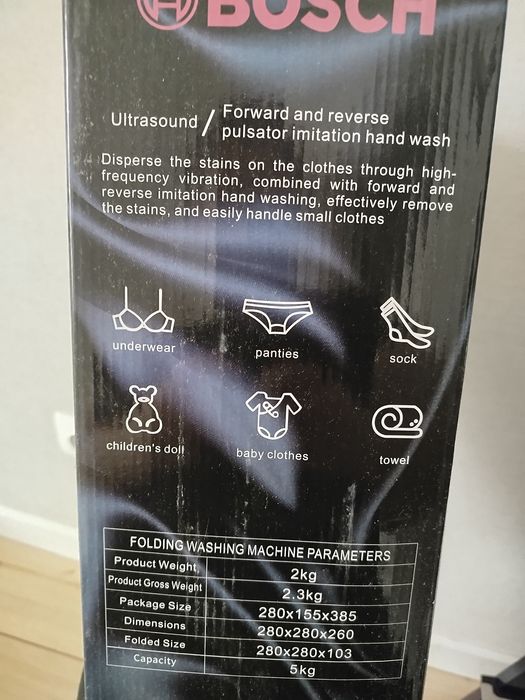 BOSCH
Ultrasound / Forward and reverse
pulsator imitation hand wash
Disperse the stains on the clothes through high-
frequency vibration, combined with forward and
reverse imitation hand washing, effectively remove
the stains, and easily handle small clothes
underwear panties sock
children's doll baby clothes towel
FOLDING WASHING MACHINE PARAMETERS
Product Weight 2kg
Product Gross Weight 2.3kg
Package Size 280x155x385
Dimensions 280x280x260
Folded Size 280x280x103
Capacity 5kg